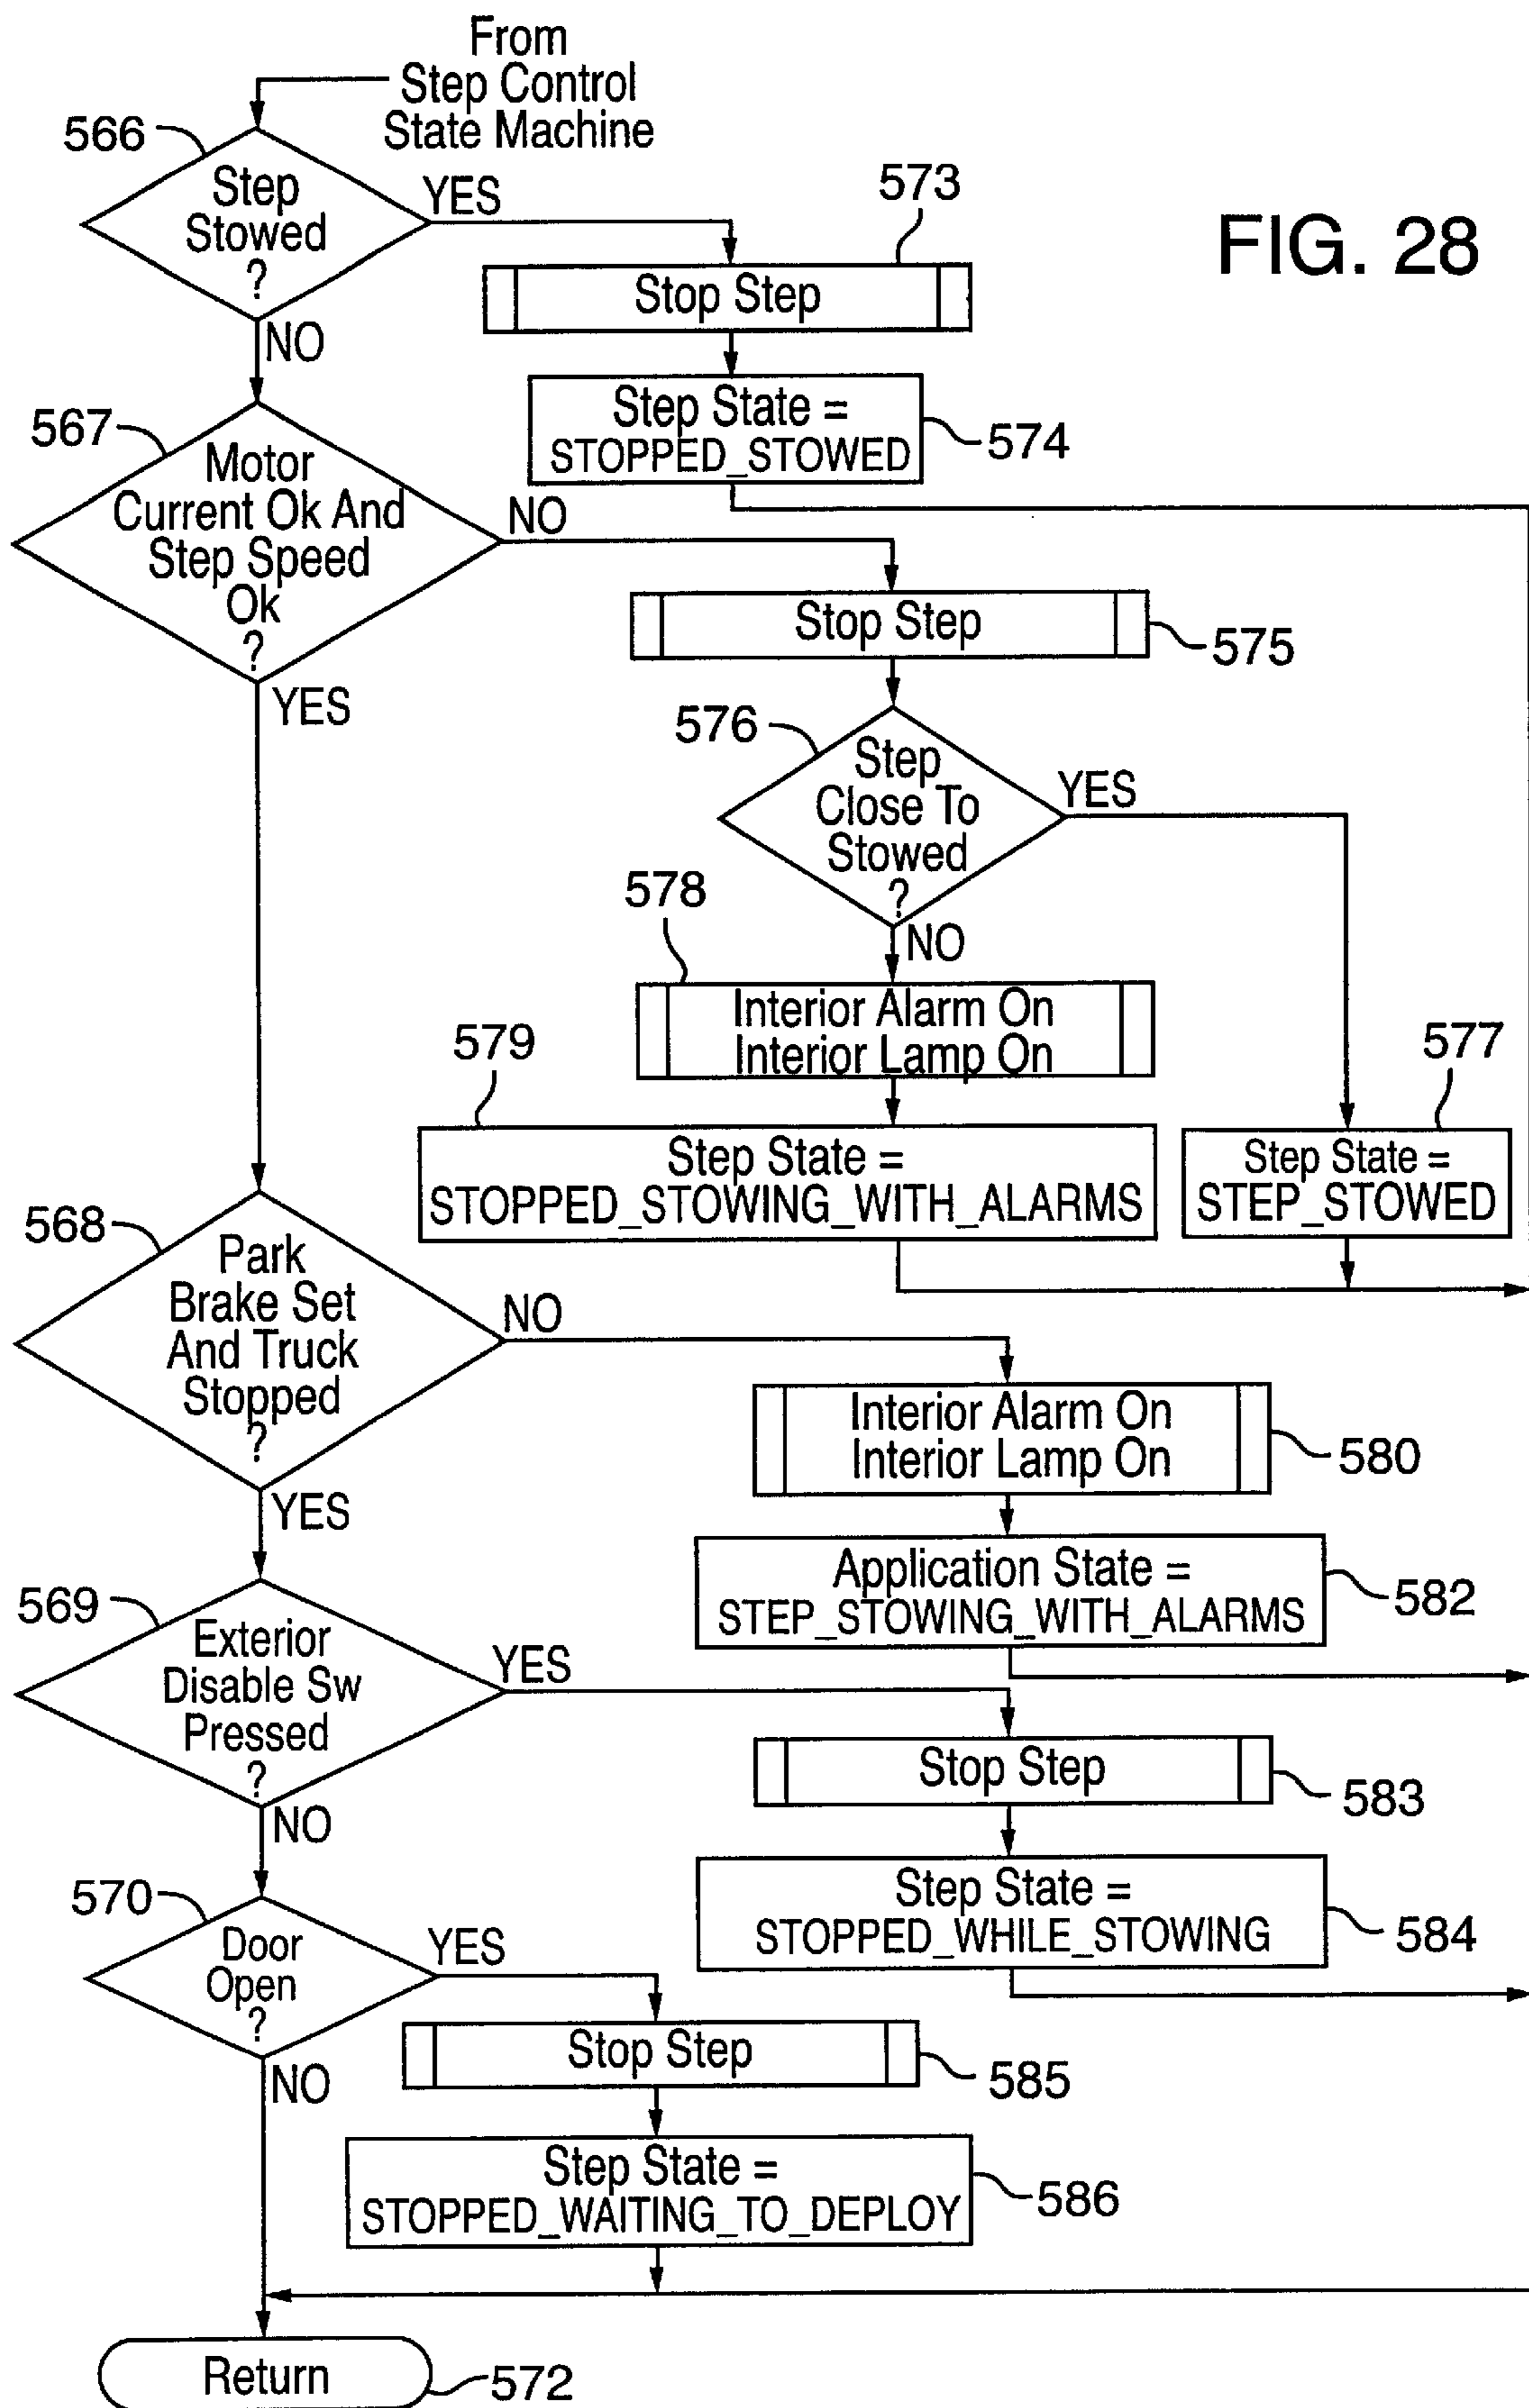 From
Step Control
State Machine
566
Step
Stowed
?
YES
NO
573
Stop Step
FIG. 28
Step State =
STOPPED_STOWED
574
567
Motor
Current Ok And
Step Speed
Ok
?
NO
YES
Stop Step
575
576
Step
Close To
Stowed
?
YES
NO
578
Interior Alarm On
Interior Lamp On
579
Step State =
STOPPED_STOWING_WITH_ALARMS
577
Step State =
STEP_STOWED
568
Park
Brake Set
And Truck
Stopped
?
NO
YES
Interior Alarm On
Interior Lamp On
580
Application State =
STEP_STOWING_WITH_ALARMS
582
569
Exterior
Disable Sw
Pressed
?
YES
NO
Stop Step
583
Step State =
STOPPED_WHILE_STOWING
584
570
Door
Open
?
YES
NO
Stop Step
585
Step State =
STOPPED_WAITING_TO_DEPLOY
586
Return
572